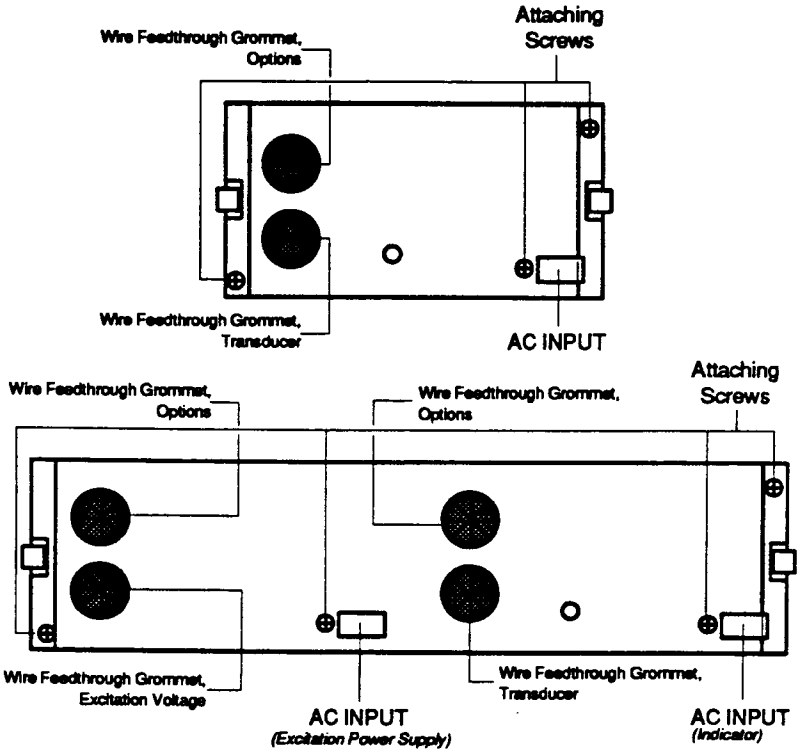 Wire Feedthrough Grommet,
Options
Attaching
Screws
Wire Feedthrough Grommet,
Transducer
AC INPUT
Wire Feedthrough Grommet,
Options
Wire Feedthrough Grommet,
Options
Attaching
Screws
Wire Feedthrough Grommet,
Excitation Voltage
AC INPUT
(Excitation Power Supply)
Wire Feedthrough Grommet,
Transducer
AC INPUT
(Indicator)